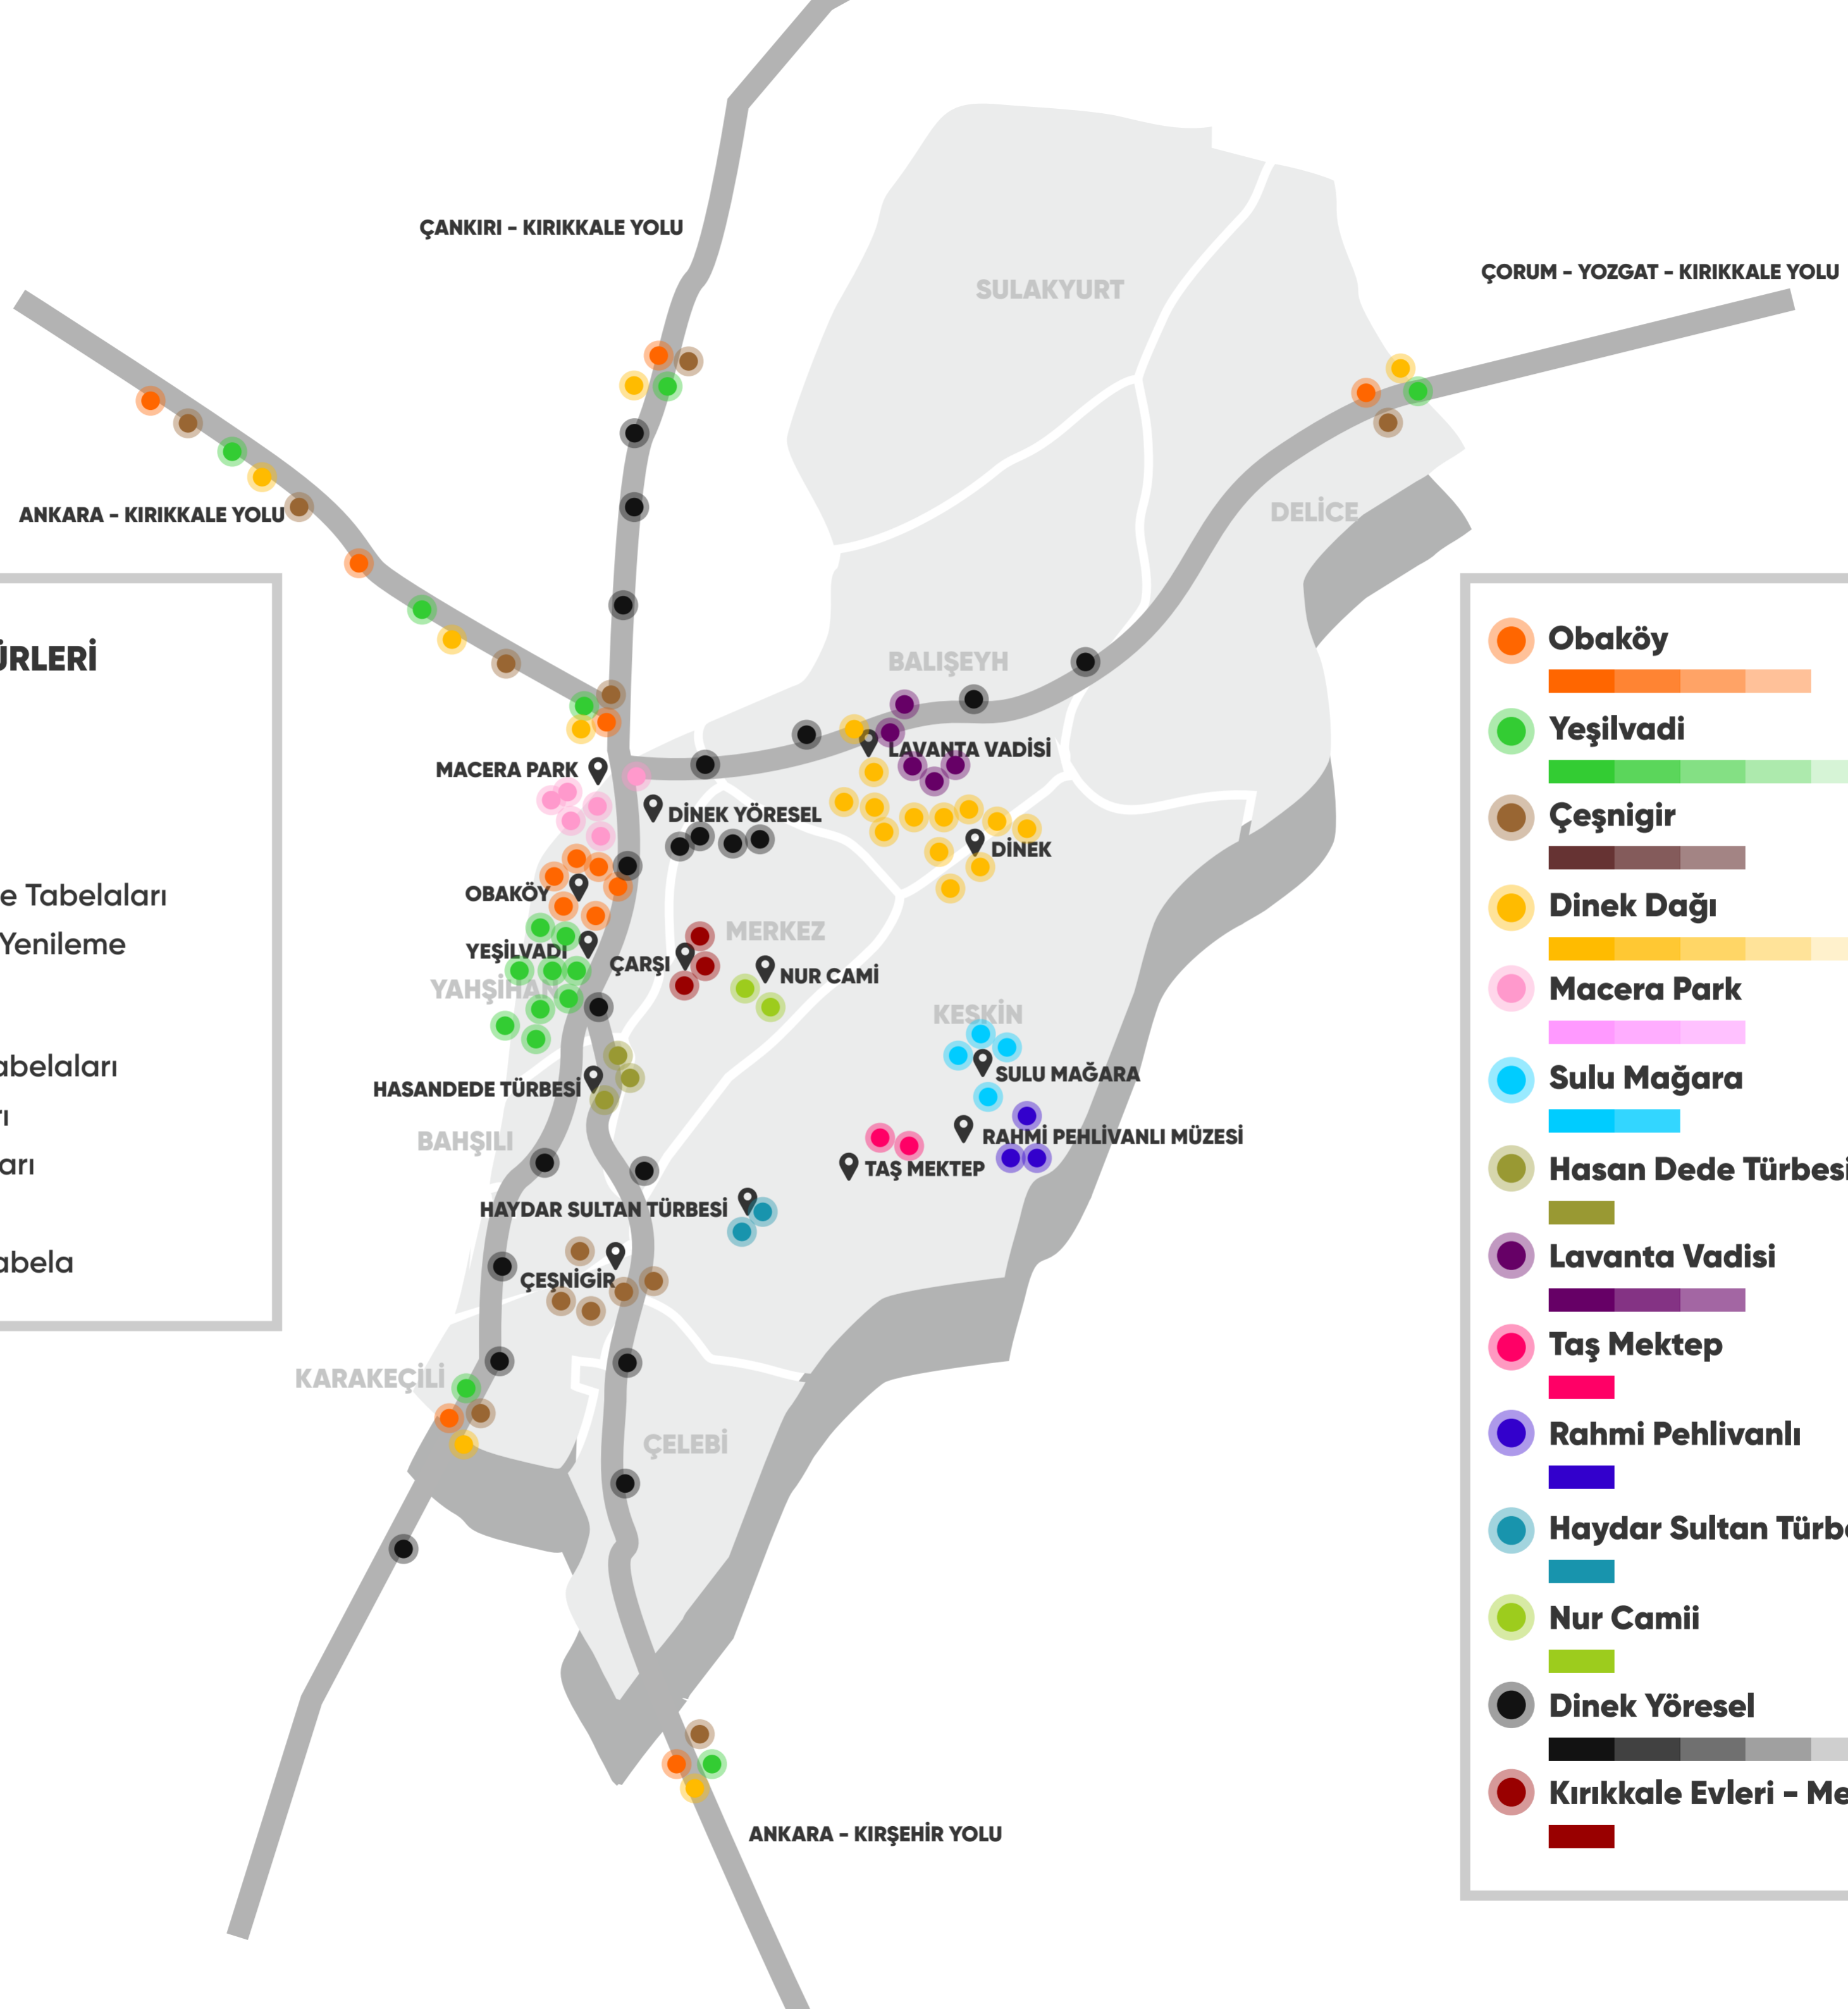 ÇANKIRI - KIRIKKALE YOLU
ÇORUM - YOZGAT - KIRIKKALE YOLU
SULAKYURT
ANKARA - KIRIKKALE YOLU
DELİCE
BALIŞEYH
LAVANTA VADİSİ
MACERA PARK
DİNEK YÖRESEL
DİNEK
OBAKÖY
MERKEZ
YEŞİLVADİ
ÇARŞI
NUR CAMİ
YAHŞİHAN
KESKİN
SULU MAĞARA
HASANDEDE TÜRBESİ
BAHŞILI
RAHMİ PEHLİVANLI MÜZESİ
TAŞ MEKTEP
HAYDAR SULTAN TÜRBESİ
ÇEŞNİGİR
KARAKEÇİLİ
ÇELEBİ
ANKARA - KIRŞEHİR YOLU
ÜRLERİ
e Tabelaları
Yenileme
abelaları
rı
arı
abela
Obaköy
Yeşilvadi
Çeşnigir
Dinek Dağı
Macera Park
Sulu Mağara
Hasan Dede Türbesi
Lavanta Vadisi
Taş Mektep
Rahmi Pehlivanlı
Haydar Sultan Türbe
Nur Camii
Dinek Yöresel
Kırıkkale Evleri - Me